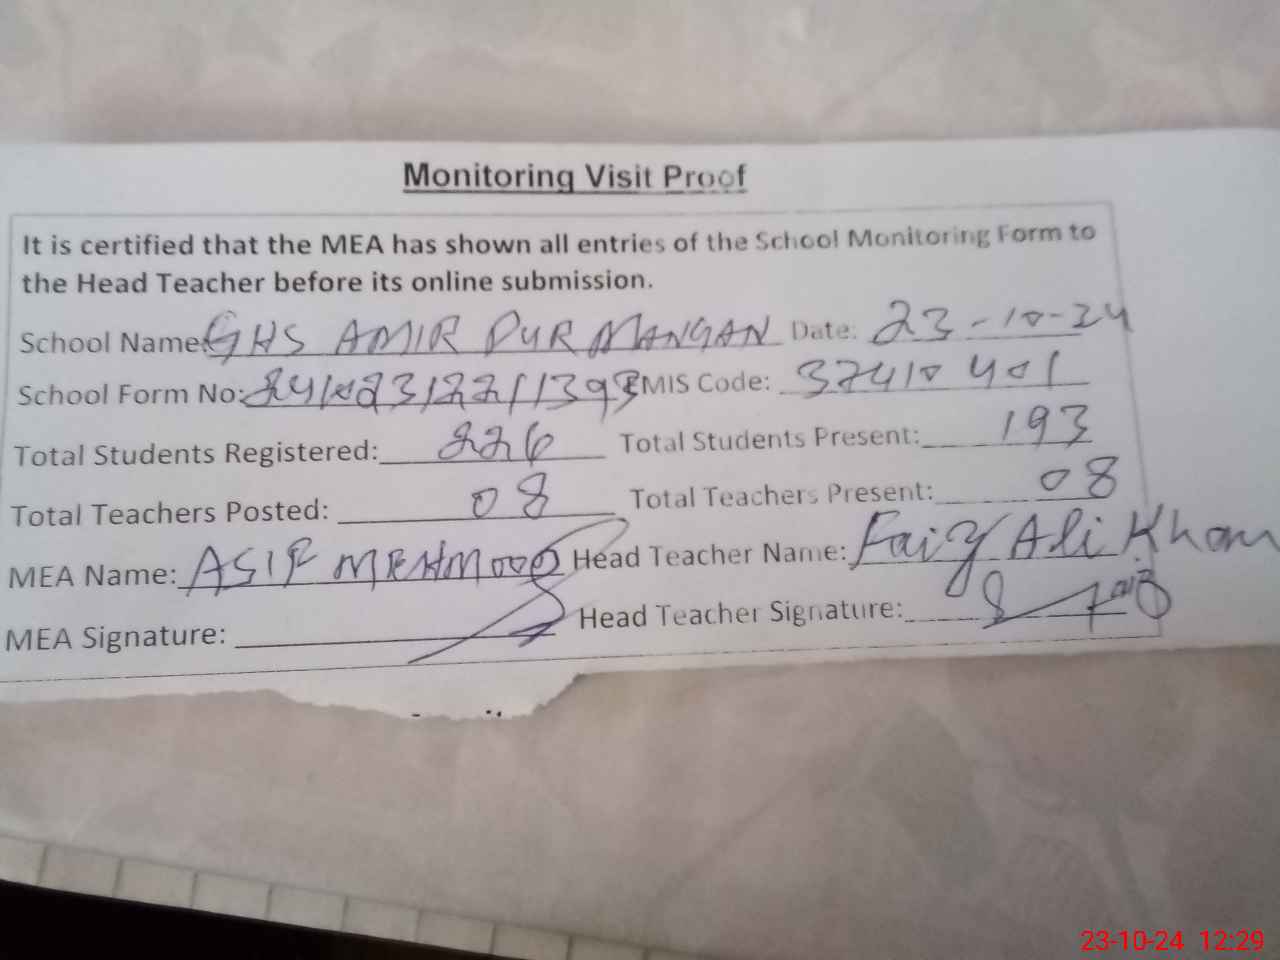 Monitoring Visit Proof
It is certified that the MEA has shown all entries of the School Monitoring Form to
the Head Teacher before its online submission.
School Name: GHS AMIR PUR MANGAN Date: 23-10-24
School Form No: EMIS Code: 37410401
Total Students Registered: 226 Total Students Present: 193
Total Teachers Posted: 08 Total Teachers Present: 08
MEA Name: ASIF MEHMOOD Head Teacher Name: Faiz Ali Khan
MEA Signature: Head Teacher Signature: Faiz
23-10-24 12:29